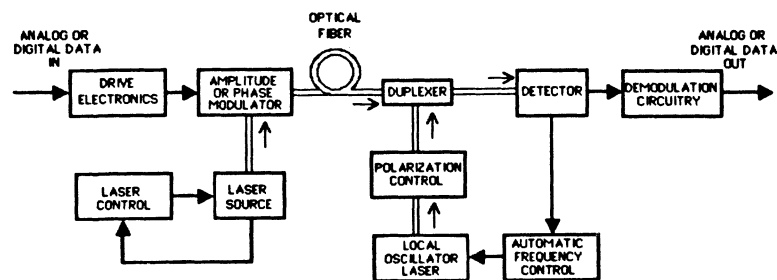 OPTICAL
FIBER
ANALOG OR
DIGITAL DATA
IN
DRIVE
ELECTRONICS
AMPLITUDE
OR PHASE
MODULATOR
DUPLEXER
DETECTOR
DEMODULATION
CIRCUITRY
ANALOG OR
DIGITAL DATA
OUT
LASER
CONTROL
LASER
SOURCE
POLARIZATION
CONTROL
LOCAL
OSCILLATOR
LASER
AUTOMATIC
FREQUENCY
CONTROL